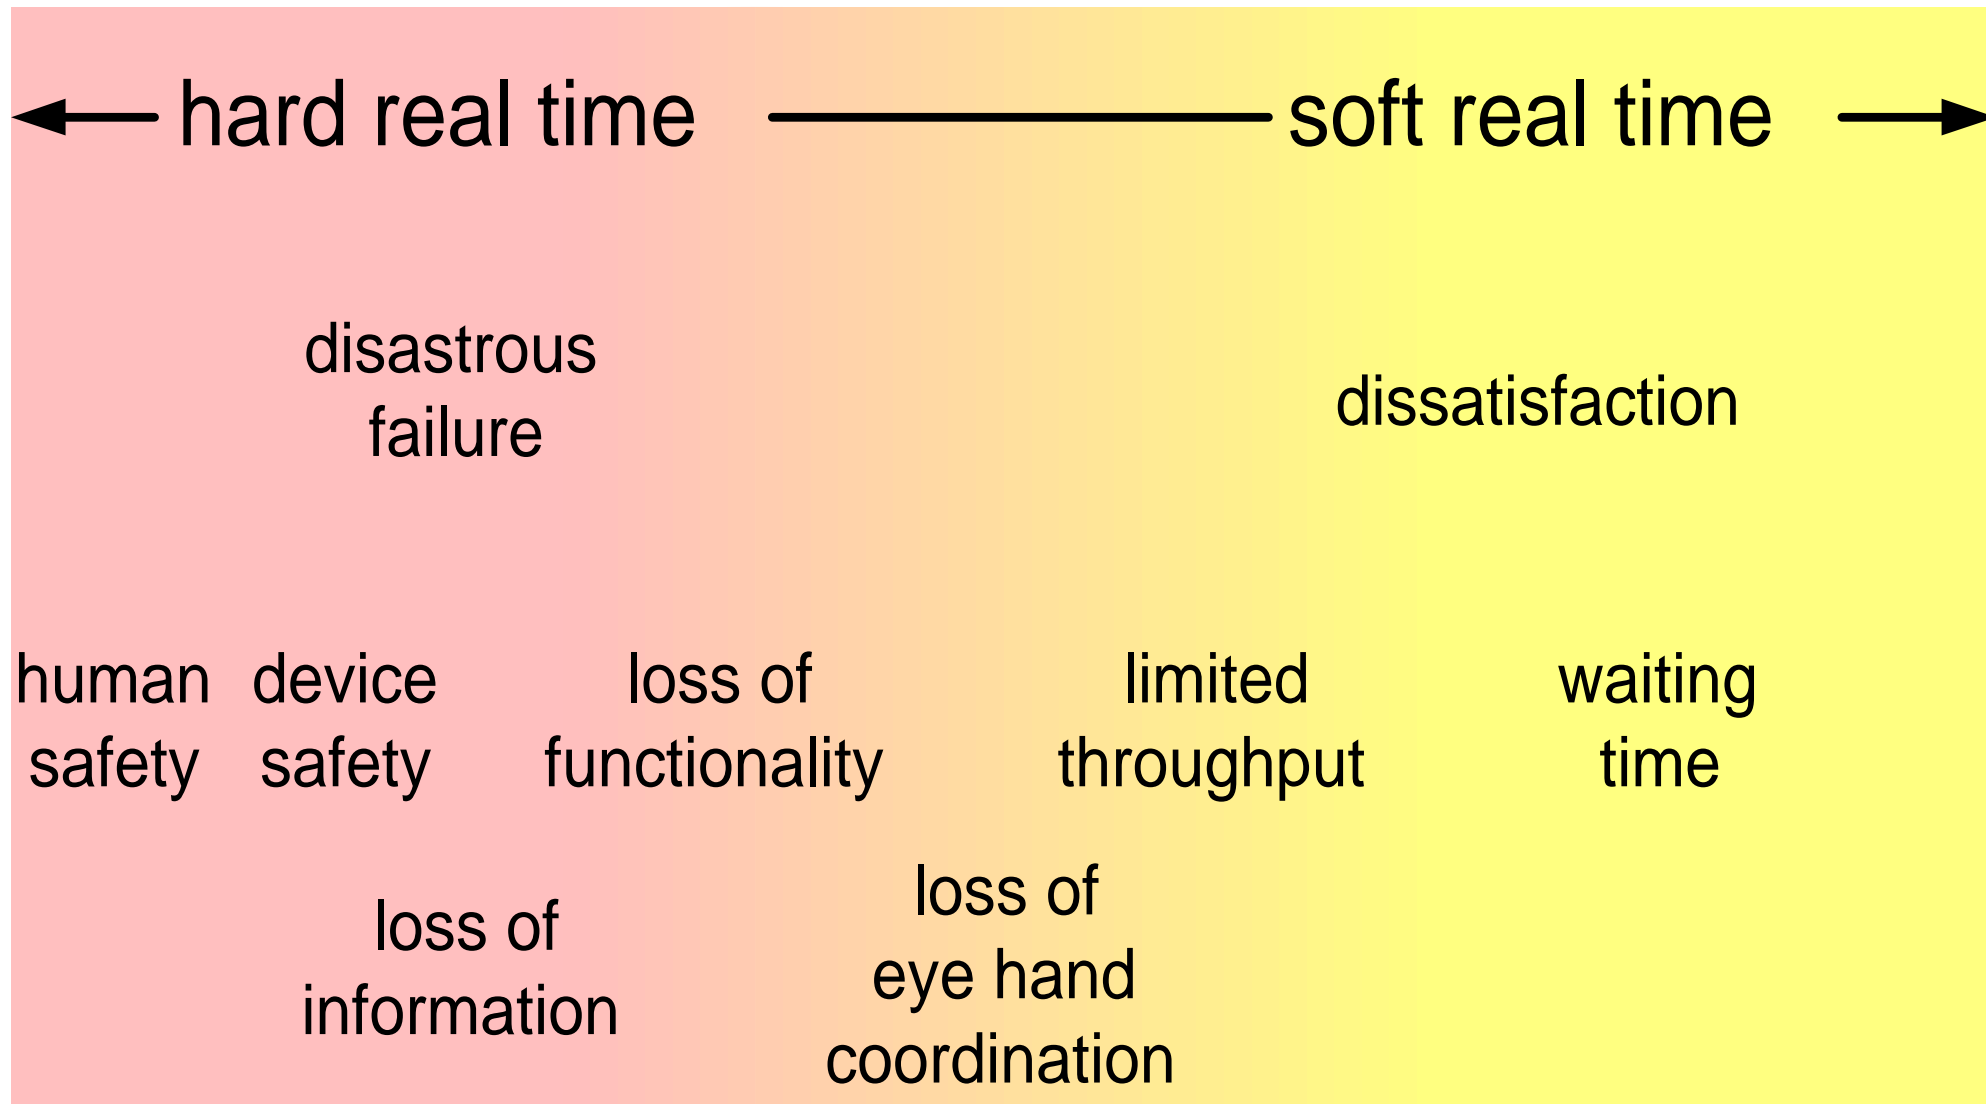 hard real time
soft real time
disastrous
failure
dissatisfaction
human
safety
device
safety
loss of
functionality
limited
throughput
waiting
time
loss of
information
loss of
eye hand
coordination